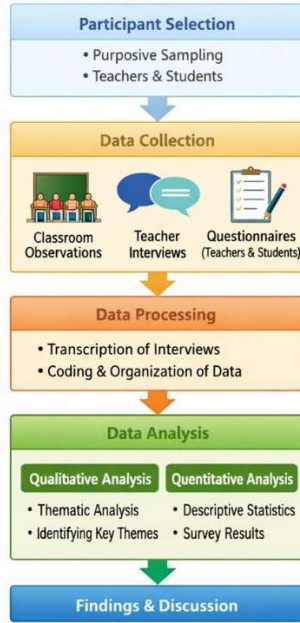 Participant Selection
• Purposive Sampling
• Teachers & Students
Data Collection
Classroom
Observations
Teacher
Interviews
Questionnaires
(Teachers & Students)
Data Processing
• Transcription of Interviews
• Coding & Organization of Data
Data Analysis
Qualitative Analysis
• Thematic Analysis
• Identifying Key Themes
Quentitative Analysis
• Descriptive Statistics
• Survey Results
Findings & Discussion